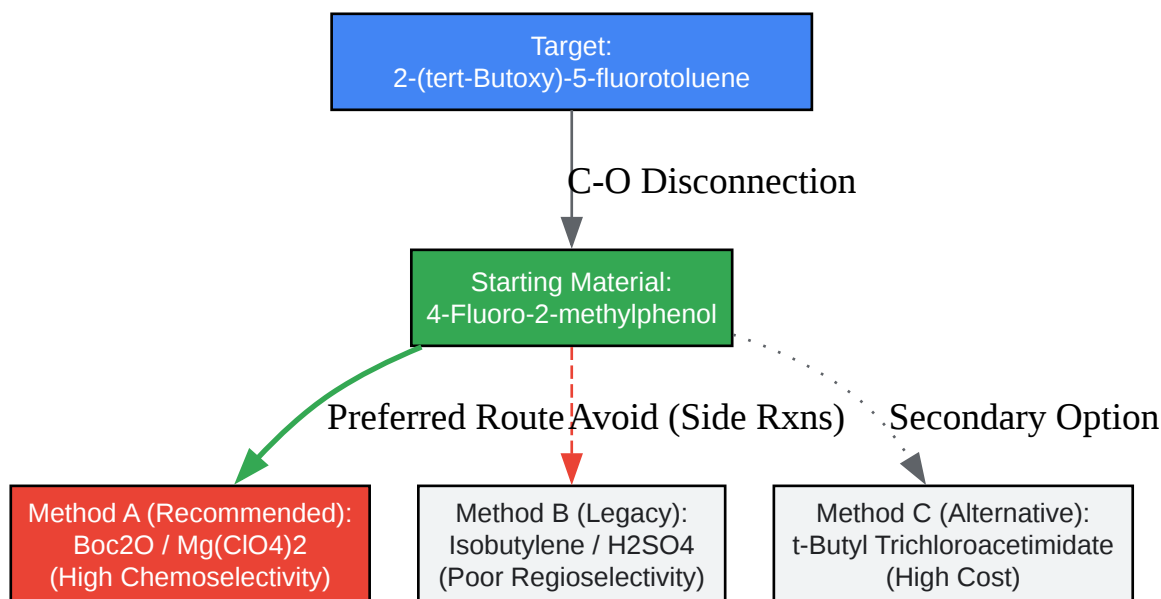 Target:
2-(tert-Butoxy)-5-fluorotoluene
C-O Disconnection
Starting Material:
4-Fluoro-2-methylphenol
Preferred Route
Avoid (Side Rxns)
Secondary Option
Method A (Recommended):
Boc2O / Mg(ClO4)2
(High Chemoselectivity)
Method B (Legacy):
Isobutylene / H2SO4
(Poor Regioselectivity)
Method C (Alternative):
t-Butyl Trichloroacetimidate
(High Cost)